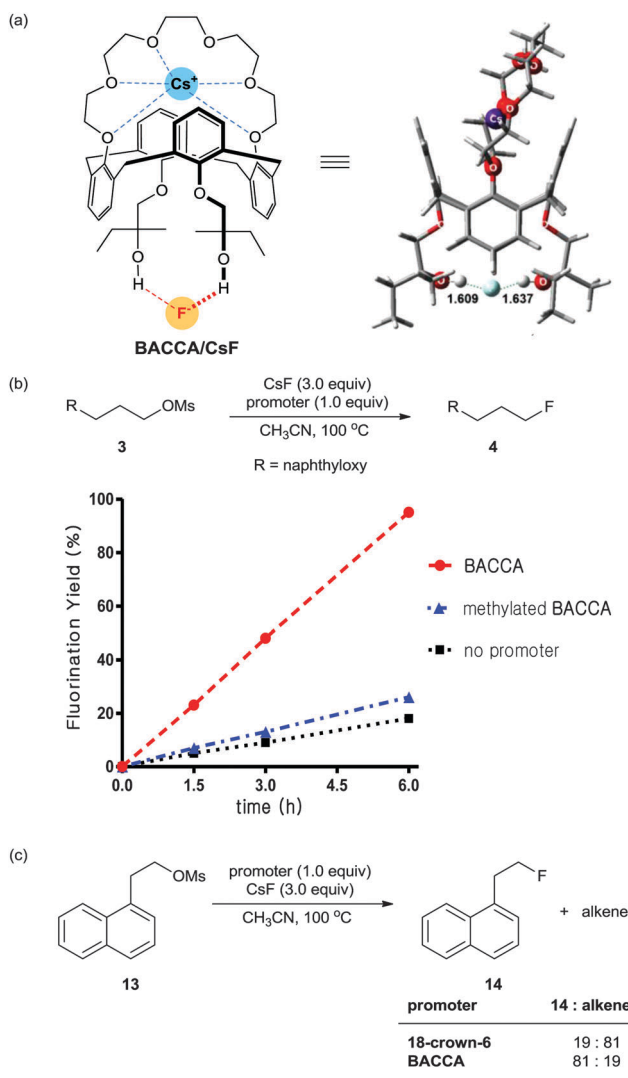 (a)
O O
O Cs+ O
O O
O O
O O
H H
F-
BACCA/CsF
O O
O
Cs
O
O O
O O
1.609 1.637
(b)
R OMs
3
CsF (3.0 equiv)
promoter (1.0 equiv)
CH3CN, 100 °C
R = naphthyloxy
R F
4
Fluorination Yield (%)
100
80
60
40
20
0
0.0 1.5 3.0 4.5 6.0
time (h)
BACCA
methylated BACCA
no promoter
(c)
OMs
13
promoter (1.0 equiv)
CsF (3.0 equiv)
CH3CN, 100 °C
F
+ alkene
14
promoter 14 : alkene
18-crown-6 19 : 81
BACCA 81 : 19